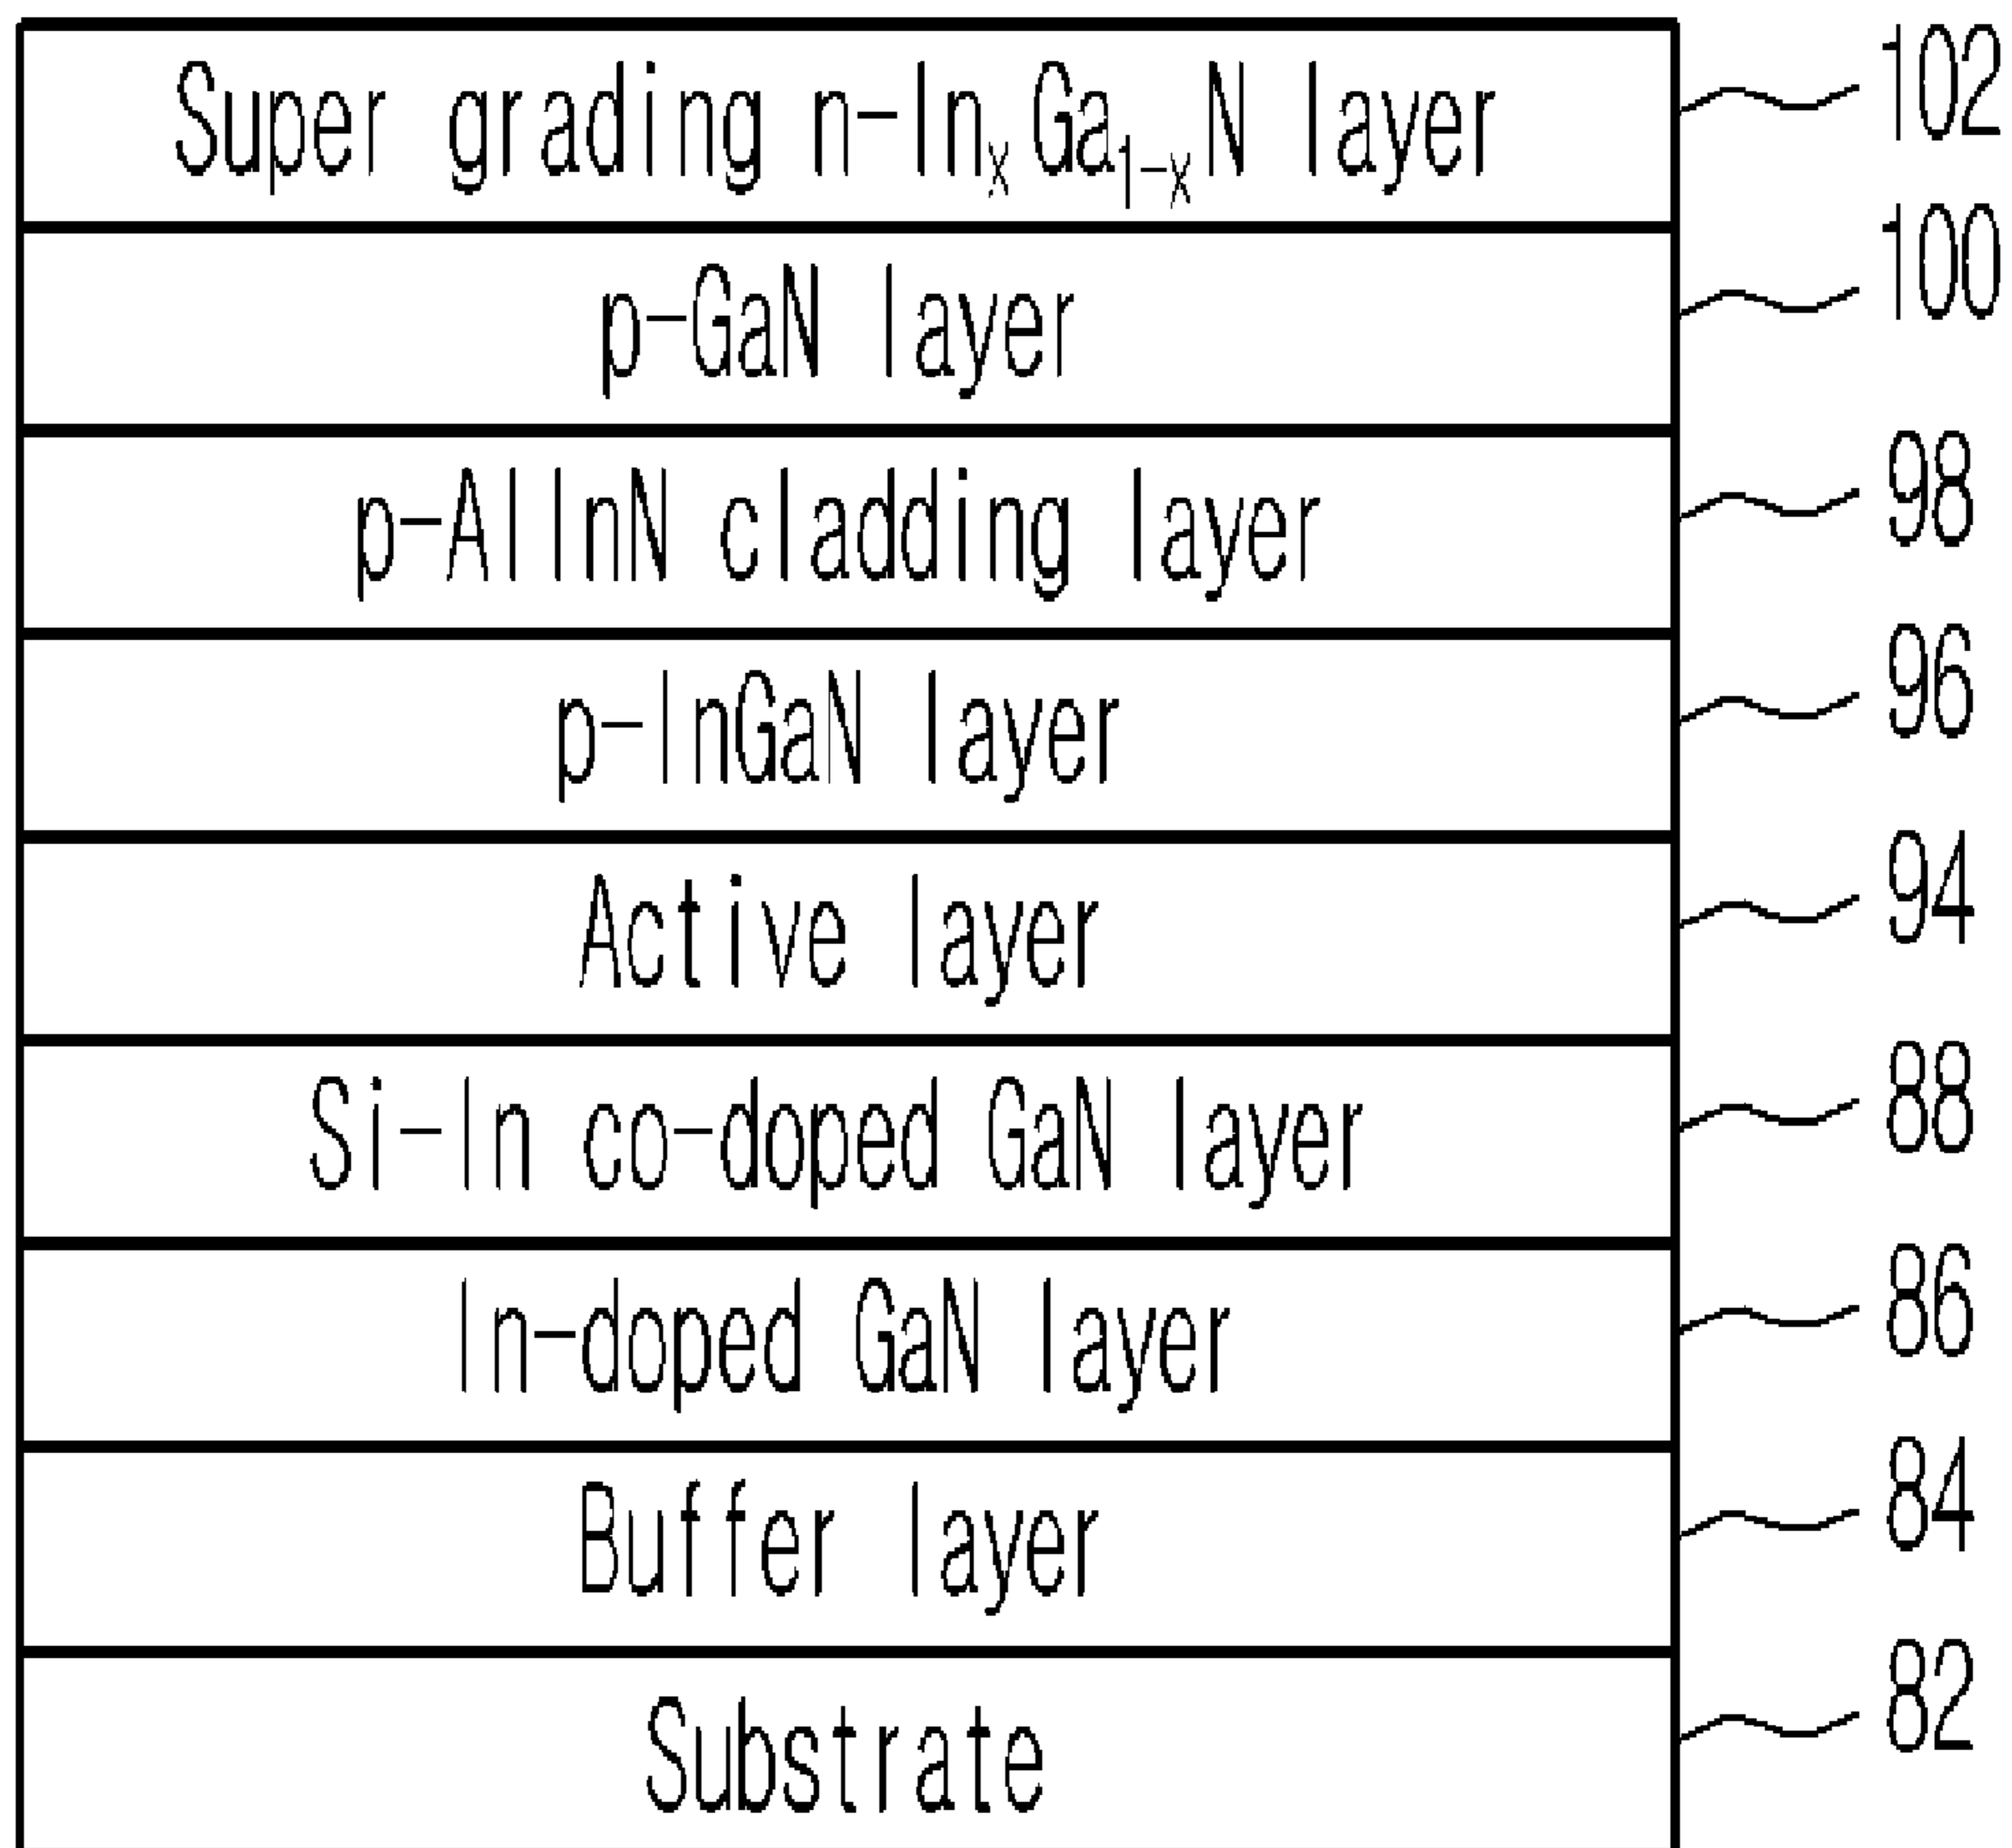 Super grading n-InₓGa₁₋ₓN layer 102
p-GaN layer 100
p-AlInN cladding layer 98
p-InGaN layer 96
Active layer 94
Si-In co-doped GaN layer 88
In-doped GaN layer 86
Buffer layer 84
Substrate 82